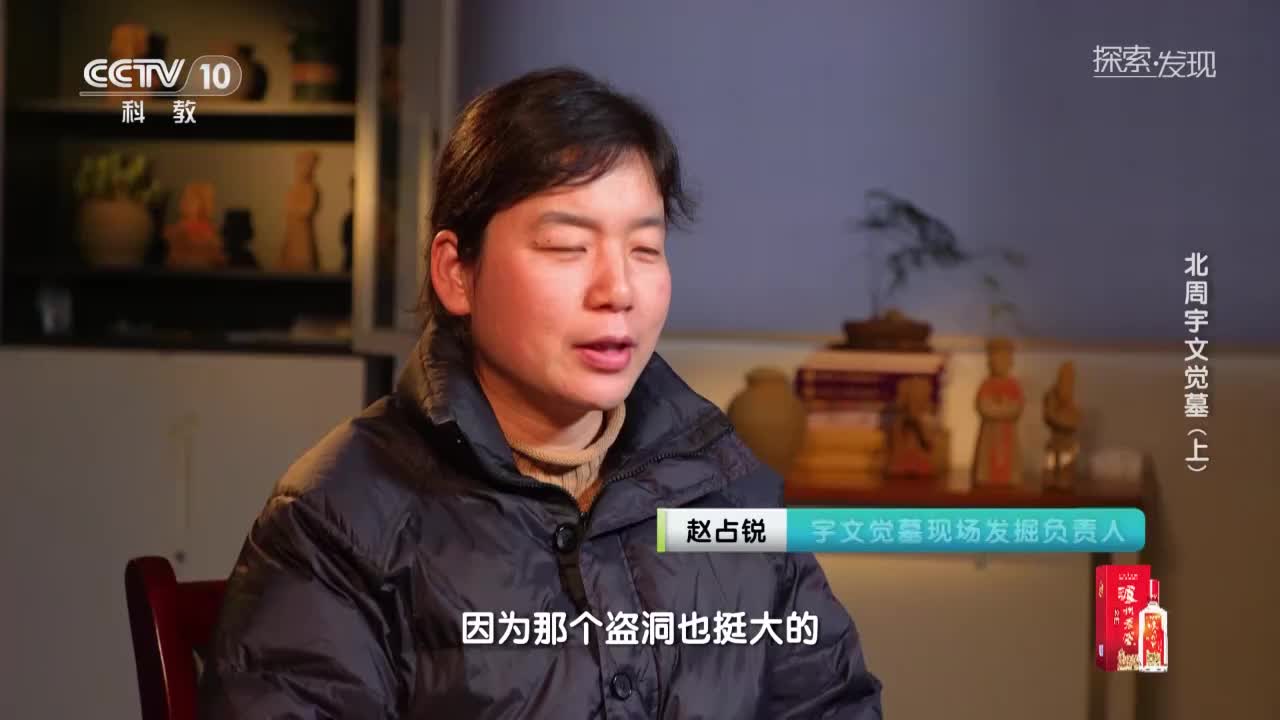 CCTV 10
科 教
探索·发现
北周宇文觉墓（上）
赵占锐
宇文觉墓现场发掘负责人
因为那个盗洞也挺大的